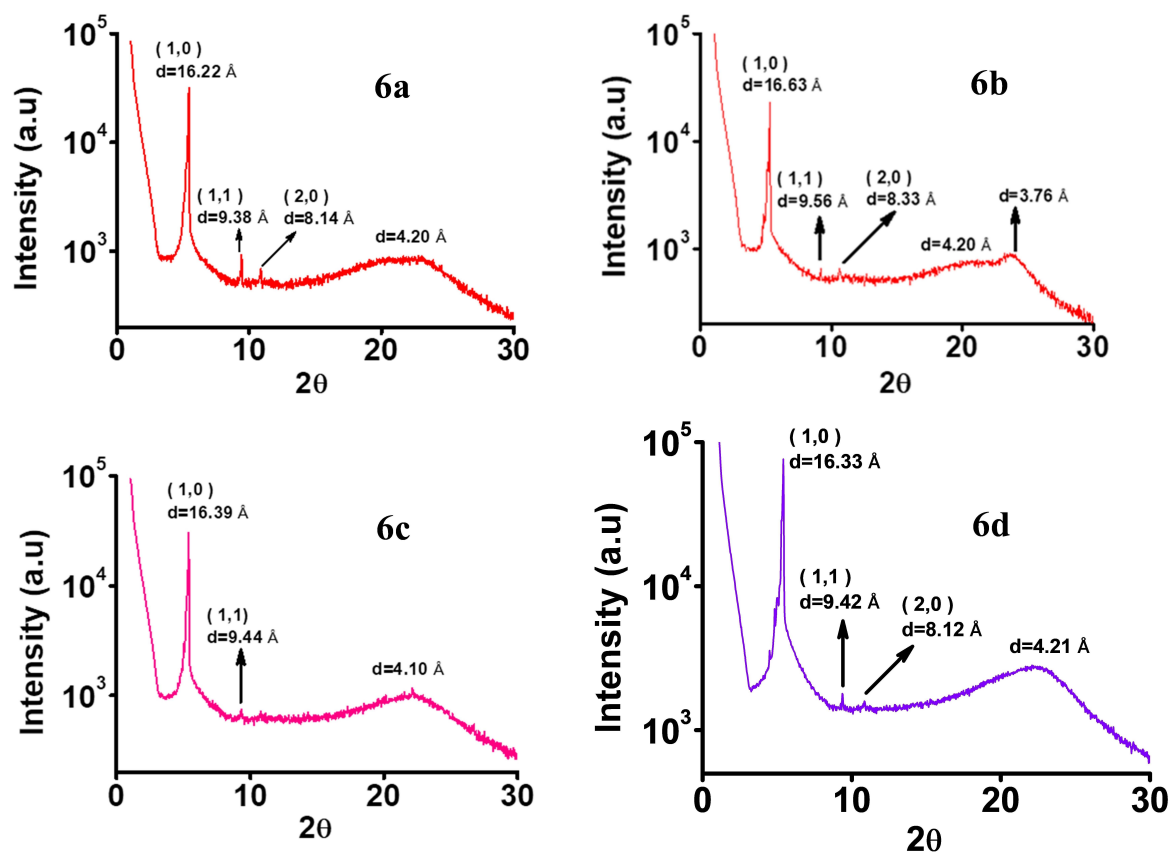 10^5
10^4
10^3
Intensity (a.u)
( 1,0 )
d=16.22 Å
6a
( 1,1 )
d=9.38 Å
( 2,0 )
d=8.14 Å
d=4.20 Å
0 10 20 30
2θ
10^5
10^4
10^3
Intensity (a.u)
( 1,0 )
d=16.63 Å
6b
( 1,1 )
d=9.56 Å
( 2,0 )
d=8.33 Å
d=3.76 Å
d=4.20 Å
0 10 20 30
2θ
10^5
10^4
10^3
Intensity (a.u)
( 1,0 )
d=16.39 Å
6c
( 1,1)
d=9.44 Å
d=4.10 Å
0 10 20 30
2θ
10^5
10^4
10^3
Intensity (a.u)
( 1,0 )
d=16.33 Å
6d
( 1,1 )
d=9.42 Å
( 2,0 )
d=8.12 Å
d=4.21 Å
0 10 20 30
2θ